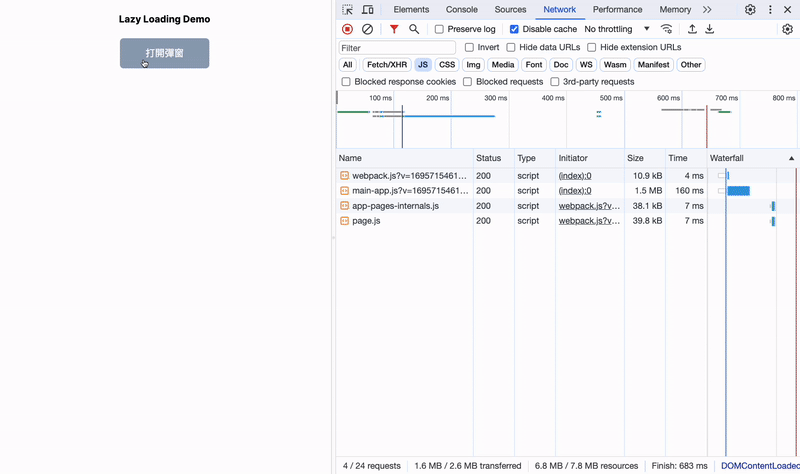 Lazy Loading Demo
打開彈窗
Elements Console Sources Network Performance Memory
Preserve log Disable cache No throttling
Filter Invert Hide data URLs Hide extension URLs
All Fetch/XHR JS CSS Img Media Font Doc WS Wasm Manifest Other
Blocked response cookies Blocked requests 3rd-party requests
100 ms 200 ms 300 ms 400 ms 500 ms 600 ms 700 ms 800 ms
Name Status Type Initiator Size Time Waterfall
webpack.js?v=1695715461... 200 script (index):0 10.9 kB 4 ms
main-app.js?v=1695715461... 200 script (index):0 1.5 MB 160 ms
app-pages-internals.js 200 script webpack.js?v... 38.1 kB 7 ms
page.js 200 script webpack.js?v... 39.8 kB 7 ms
4 / 24 requests 1.6 MB / 2.6 MB transferred 6.8 MB / 7.8 MB resources Finish: 683 ms DOMContentLoaded